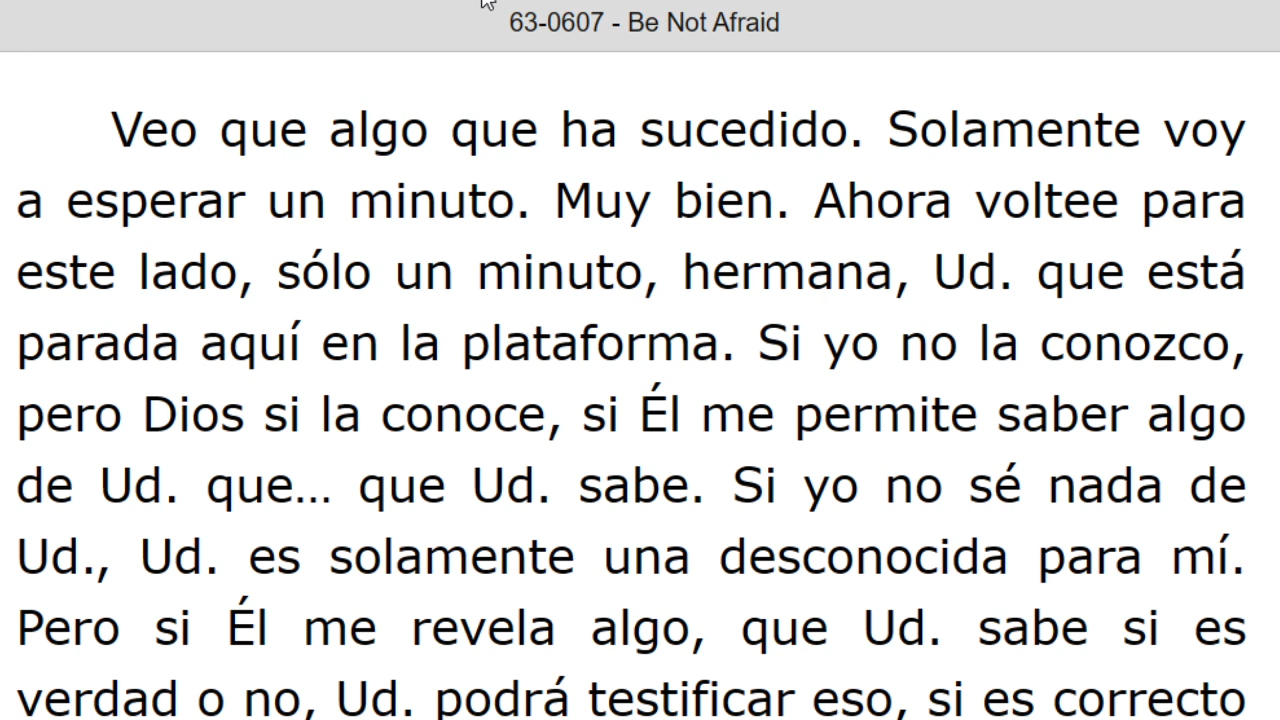 63-0607 - Be Not Afraid
Veo que algo que ha sucedido. Solamente voy
a esperar un minuto. Muy bien. Ahora voltee para
este lado, sólo un minuto, hermana, Ud. que está
parada aquí en la plataforma. Si yo no la conozco,
pero Dios si la conoce, si Él me permite saber algo
de Ud. que... que Ud. sabe. Si yo no sé nada de
Ud., Ud. es solamente una desconocida para mí.
Pero si Él me revela algo, que Ud. sabe si es
verdad o no, Ud. podrá testificar eso, si es correcto